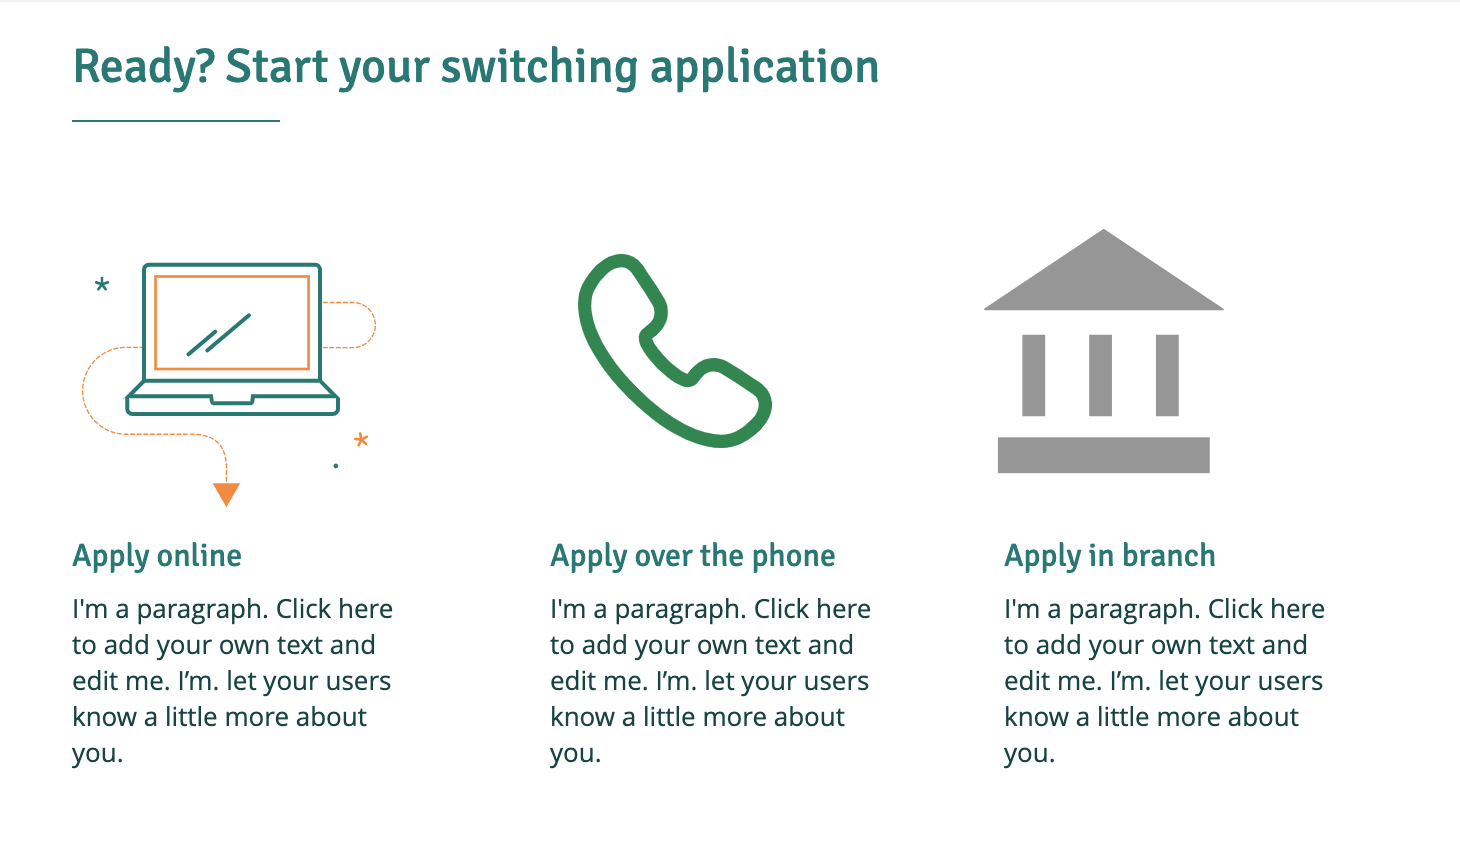 Ready? Start your switching application
Apply online
I'm a paragraph. Click here
to add your own text and
edit me. I’m. let your users
know a little more about
you.
Apply over the phone
I'm a paragraph. Click here
to add your own text and
edit me. I’m. let your users
know a little more about
you.
Apply in branch
I'm a paragraph. Click here
to add your own text and
edit me. I’m. let your users
know a little more about
you.